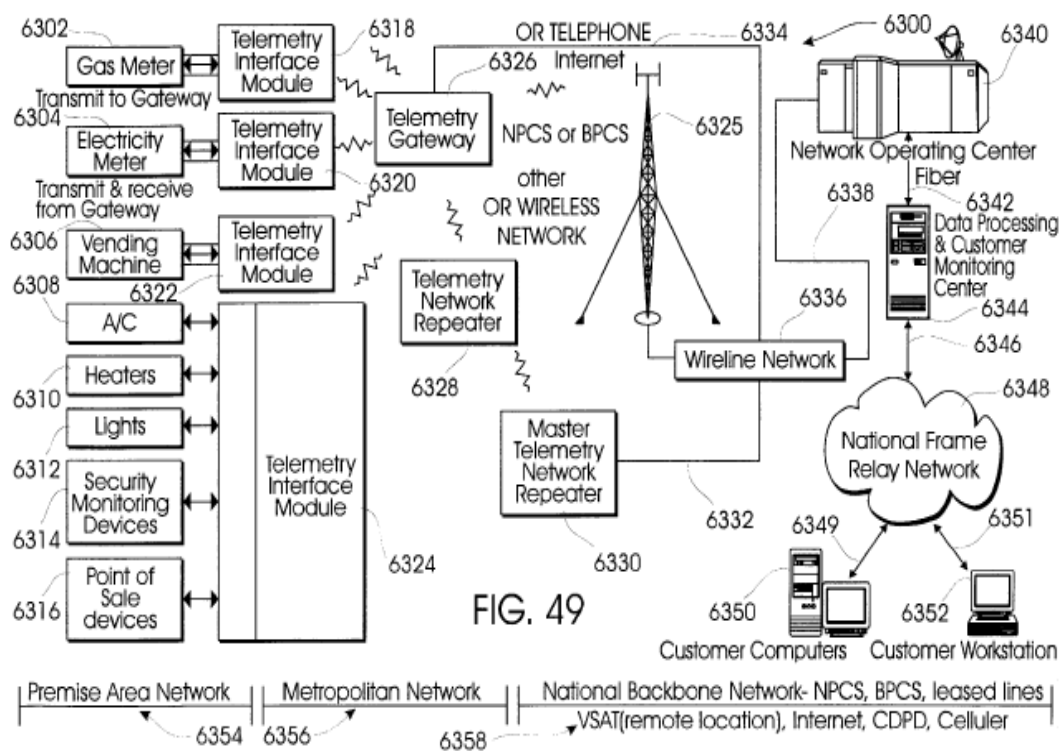 6302
Gas Meter
Transmit to Gateway
6304
Electricity
Meter
Transmit & receive
from Gateway
6306
Vending
Machine
6308
A/C
Heaters
6310
Lights
6312
Security
Monitoring
Devices
6314
Point of
Sale
devices
6316
Telemetry
Interface
Module
6318
Telemetry
Interface
Module
6320
Telemetry
Interface
Module
6322
Telemetry
Interface
Module
6324
OR TELEPHONE
6334
6326
Internet
Telemetry
Gateway
NPCS or BPCS
other
OR WIRELESS
NETWORK
6325
Telemetry
Network
Repeater
6328
Master
Telemetry
Network
Repeater
6330
6332
6336
Wireline Network
6338
6300
6340
Network Operating Center
Fiber
6342
Data Processing
& Customer
Monitoring
Center
6344
6346
6348
National Frame
Relay Network
6349
6351
6350
6352
Customer Computers
Customer Workstation
FIG. 49
Premise Area Network
6354
Metropolitan Network
6356
National Backbone Network- NPCS, BPCS, leased lines
VSAT(remote location), Internet, CDPD, Celluler
6358